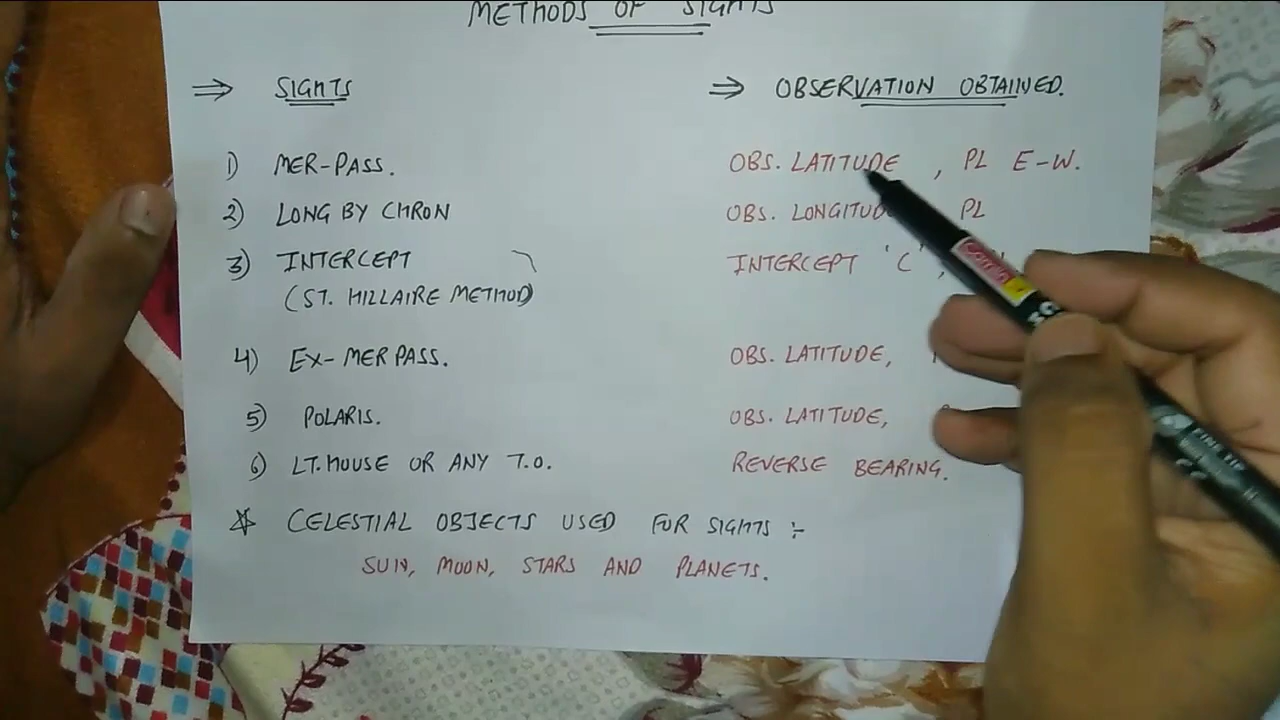 METHODS OF SIGHTS
⇒ SIGHTS ⇒ OBSERVATION OBTAINED.
1) MER-PASS. OBS. LATITUDE , PL E-W.
2) LONG BY CHRON OBS. PL
3) INTERCEPT INTERCEPT 'C',
(ST. HILLAIRE METHOD)
4) EX-MER PASS. OBS. LATITUDE,
5) POLARIS. OBS. LATITUDE,
6) LT. HOUSE OR ANY T.O. REVERSE BEARING.
☆ CELESTIAL OBJECTS USED FOR SIGHTS :-
SUN, MOON, STARS AND PLANETS.